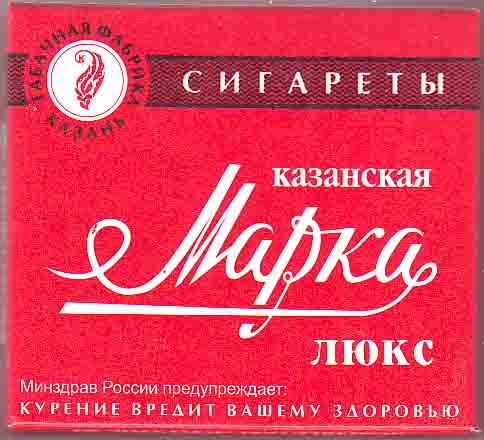 ТАБАЧНАЯ ФАБРИКА
КАЗАНЬ
К
СИГАРЕТЫ
казанская
Марка
люкс
Минздрав России предупреждает:
КУРЕНИЕ ВРЕДИТ ВАШЕМУ ЗДОРОВЬЮ